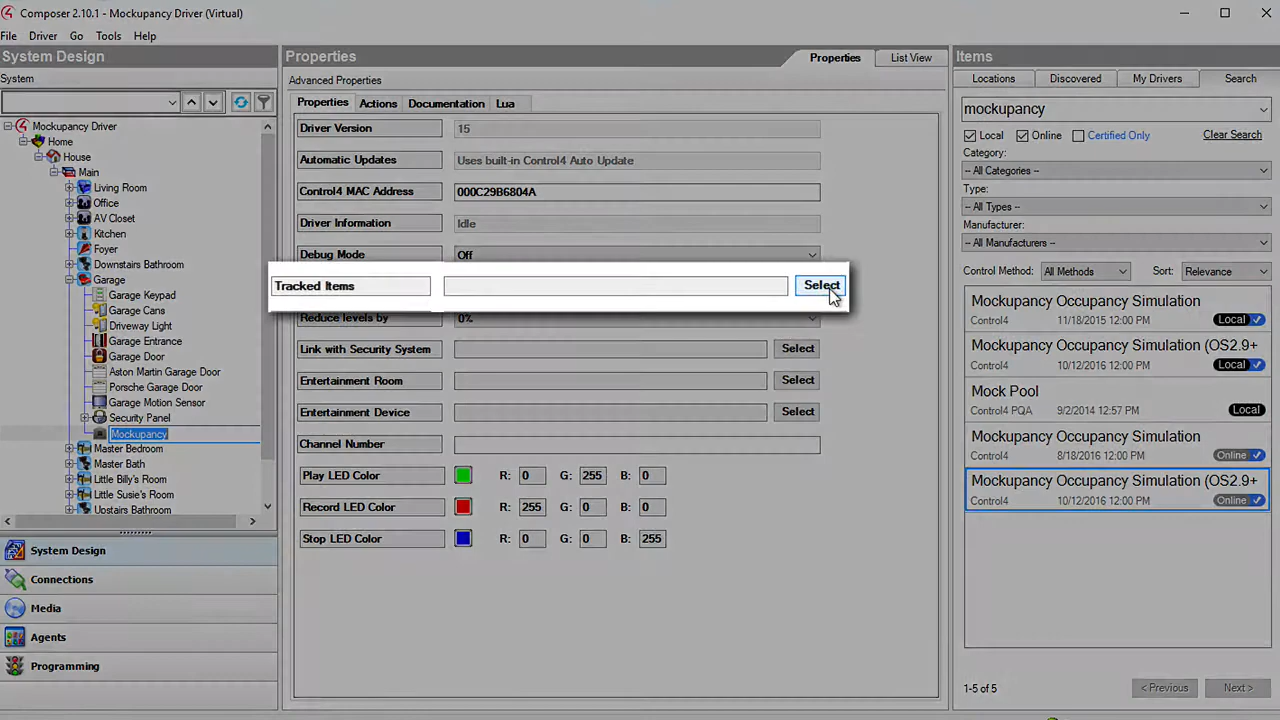 Composer 2.10.1 - Mockupancy Driver (Virtual)
File Driver Go Tools Help
System Design
System
Mockupancy Driver
Home
House
Main
Living Room
Office
AV Closet
Kitchen
Foyer
Downstairs Bathroom
Garage
Garage Keypad
Garage Cans
Driveway Light
Garage Entrance
Garage Door
Aston Martin Garage Door
Porsche Garage Door
Garage Motion Sensor
Security Panel
Mockupancy
Master Bedroom
Master Bath
Little Billy's Room
Little Susie's Room
Upstairs Bathroom
System Design
Connections
Media
Agents
Programming
Properties
Properties List View
Advanced Properties
Properties Actions Documentation Lua
Driver Version 15
Automatic Updates Uses built-in Control4 Auto Update
Control4 MAC Address 000C29B6804A
Driver Information Idle
Debug Mode Off
Tracked Items Select
Reduce levels by 0%
Link with Security System Select
Entertainment Room Select
Entertainment Device Select
Channel Number
Play LED Color R: 0 G: 255 B: 0
Record LED Color R: 255 G: 0 B: 0
Stop LED Color R: 0 G: 0 B: 255
Items
Locations Discovered My Drivers Search
mockupancy
Local Online Certified Only Clear Search
Category:
-- All Categories --
Type:
-- All Types --
Manufacturer:
-- All Manufacturers --
Control Method: All Methods Sort: Relevance
Mockupancy Occupancy Simulation
Control4 11/18/2015 12:00 PM Local
Mockupancy Occupancy Simulation (OS2.9+
Control4 10/12/2016 12:00 PM Local
Mock Pool
Control4 PQA 9/2/2014 12:57 PM Local
Mockupancy Occupancy Simulation
Control4 8/18/2016 12:00 PM Online
Mockupancy Occupancy Simulation (OS2.9+
Control4 10/12/2016 12:00 PM Online
1-5 of 5 < Previous Next >